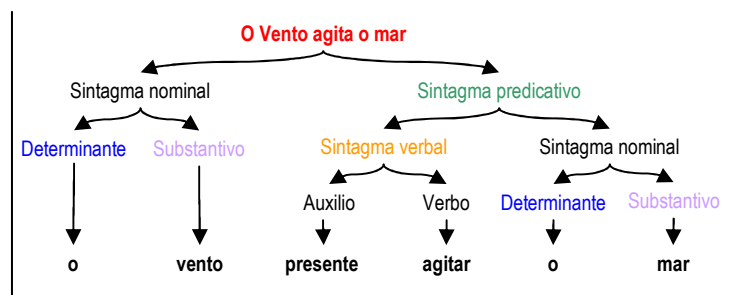 O Vento agita o mar
Sintagma nominal Sintagma predicativo
Determinante Substantivo Sintagma verbal Sintagma nominal
Auxilio Verbo Determinante Substantivo
o vento presente agitar o mar